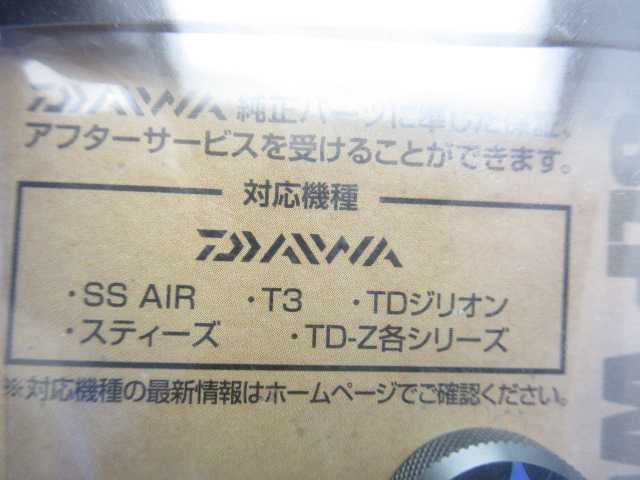 DAIWA 純正パーツに準じた保証、
アフターサービスを受けることができます。
対応機種
DAIWA
・SS AIR ・T3 ・TDジリオン
・スティーズ ・TD-Z各シリーズ
※対応機種の最新情報はホームページでご確認ください。